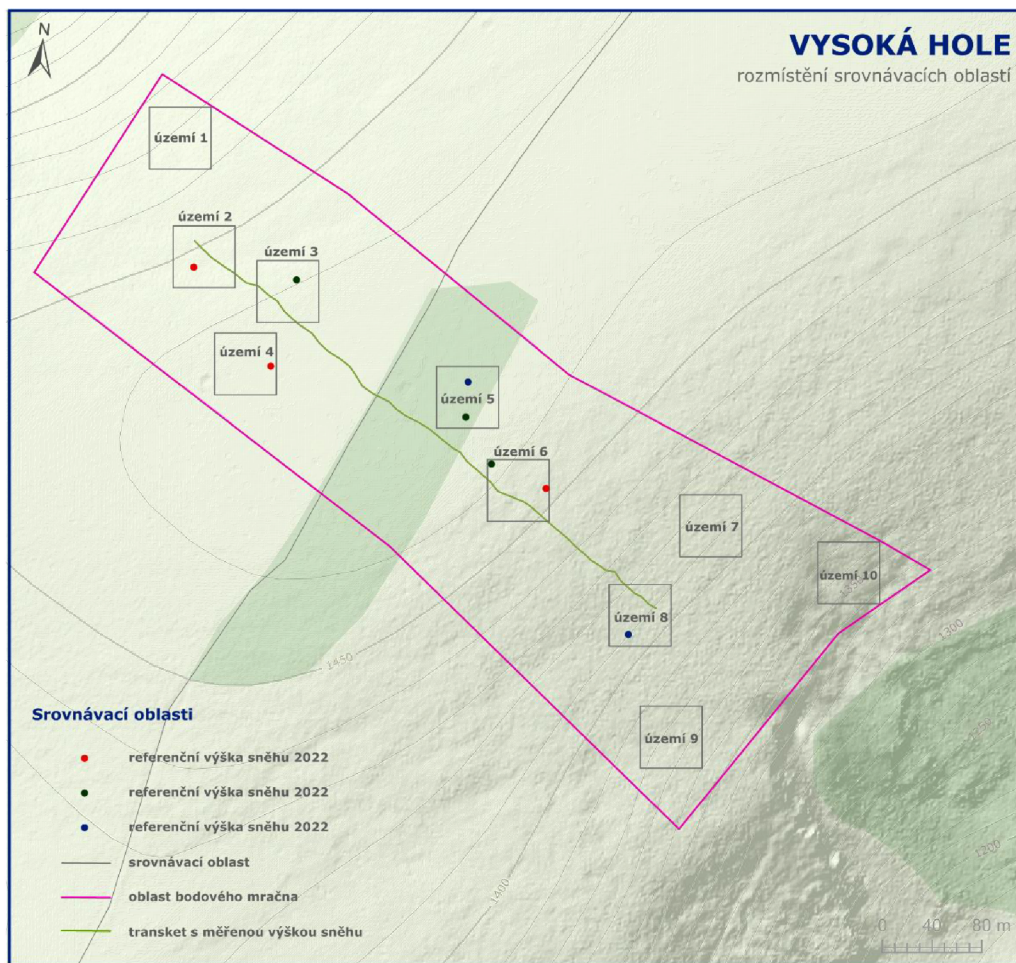 N
VYSOKÁ HOLE
rozmístění srovnávacích oblastí
území 1
území 2
území 3
území 4
území 5
území 6
území 7
území 10
území 8
území 9
1450
1300
1400
1200
Srovnávací oblasti
referenční výška sněhu 2022
referenční výška sněhu 2022
referenční výška sněhu 2022
srovnávací oblast
oblast bodového mračna
transket s měřenou výškou sněhu
0 40 80 m